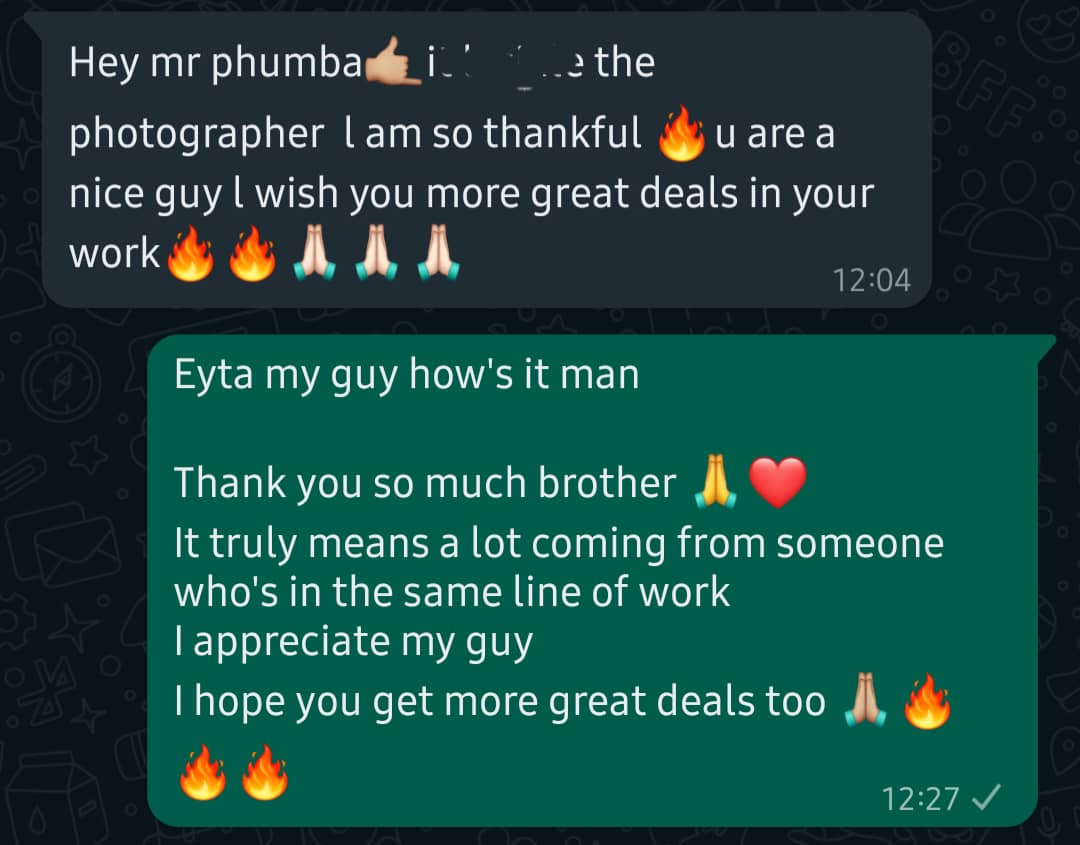 Hey mr phumba🤙🏼 the
photographer l am so thankful 🔥 u are a
nice guy l wish you more great deals in your
work🔥🔥🙏🏻🙏🏻🙏🏻
12:04
Eyta my guy how's it man
Thank you so much brother 🙏❤️
It truly means a lot coming from someone
who's in the same line of work
I appreciate my guy
I hope you get more great deals too 🙏🏽🔥
🔥🔥
12:27